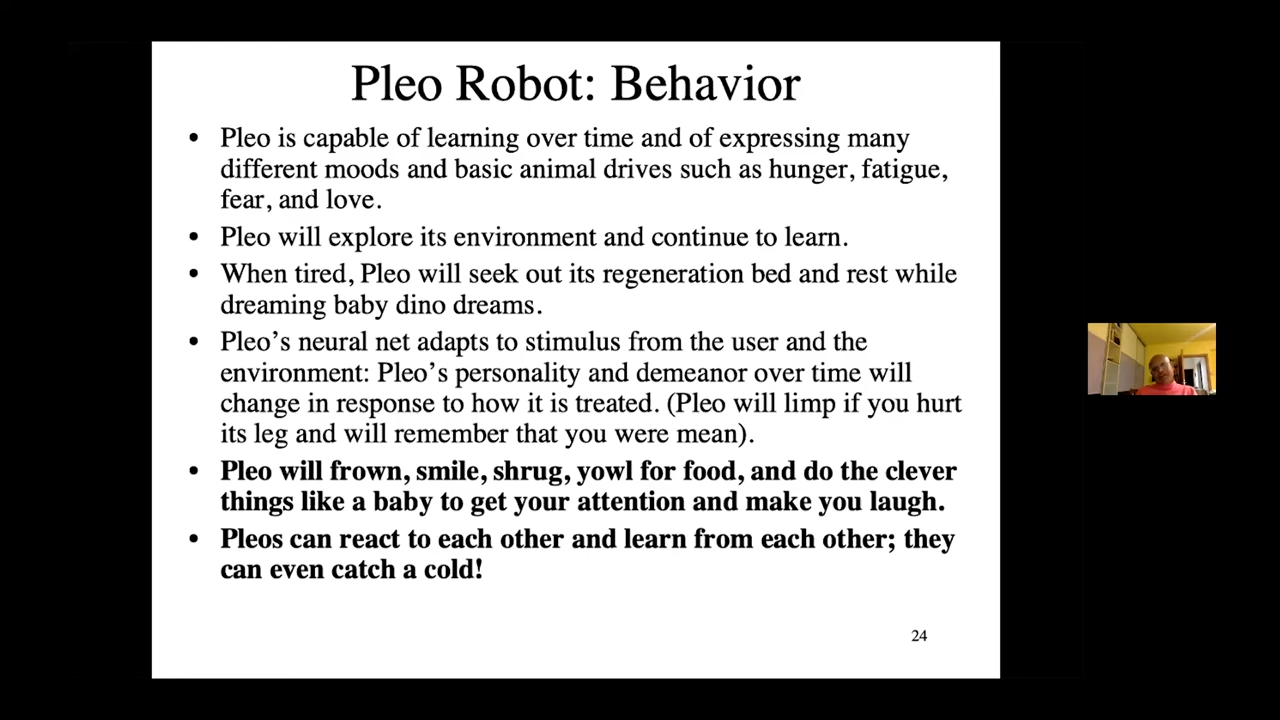 Pleo Robot: Behavior
• Pleo is capable of learning over time and of expressing many
different moods and basic animal drives such as hunger, fatigue,
fear, and love.
• Pleo will explore its environment and continue to learn.
• When tired, Pleo will seek out its regeneration bed and rest while
dreaming baby dino dreams.
• Pleo’s neural net adapts to stimulus from the user and the
environment: Pleo’s personality and demeanor over time will
change in response to how it is treated. (Pleo will limp if you hurt
its leg and will remember that you were mean).
• Pleo will frown, smile, shrug, yowl for food, and do the clever
things like a baby to get your attention and make you laugh.
• Pleos can react to each other and learn from each other; they
can even catch a cold!
24